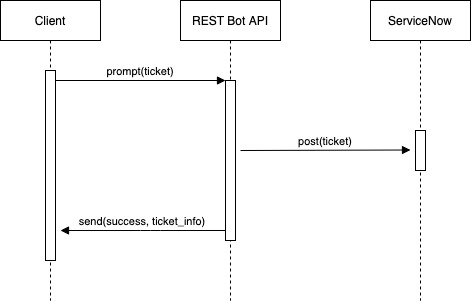 Client
REST Bot API
ServiceNow
prompt(ticket)
post(ticket)
send(success, ticket_info)